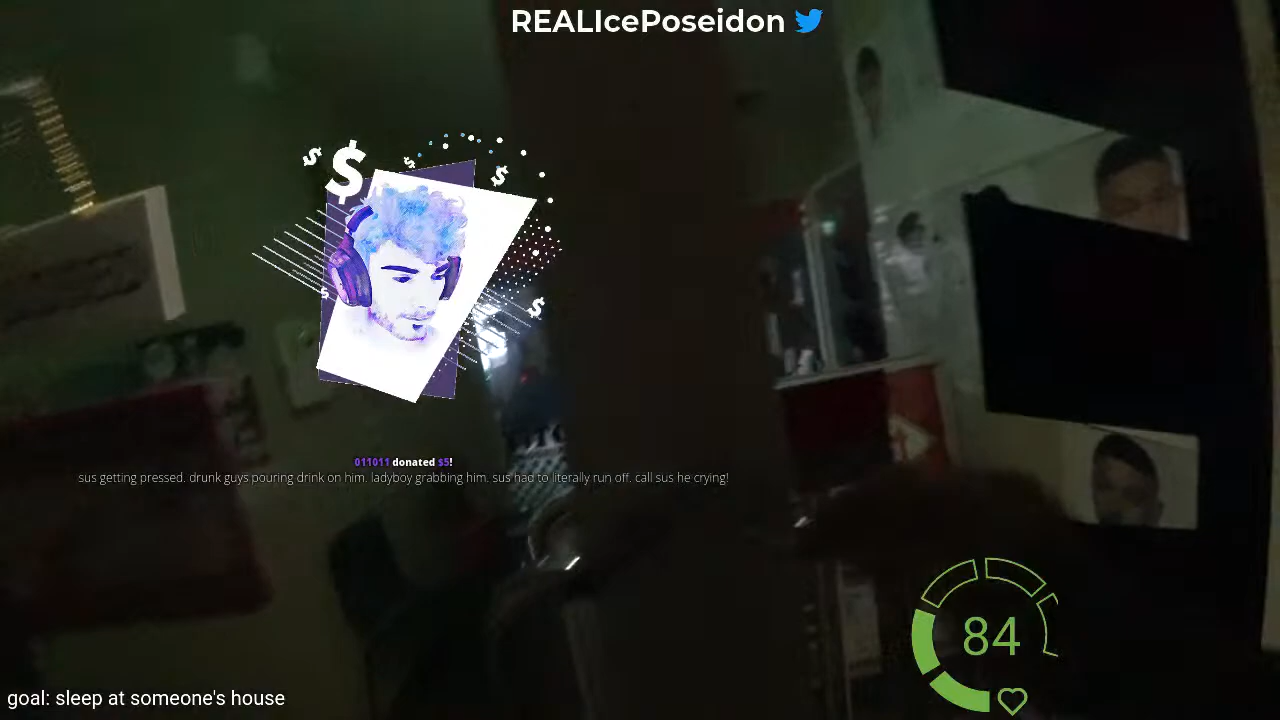 REALIcePoseidon
011011 donated $5!
sus getting pressed. drunk guys pouring drink on him. ladyboy grabbing him. sus had to literally run off. call sus he crying!
84
goal: sleep at someone's house